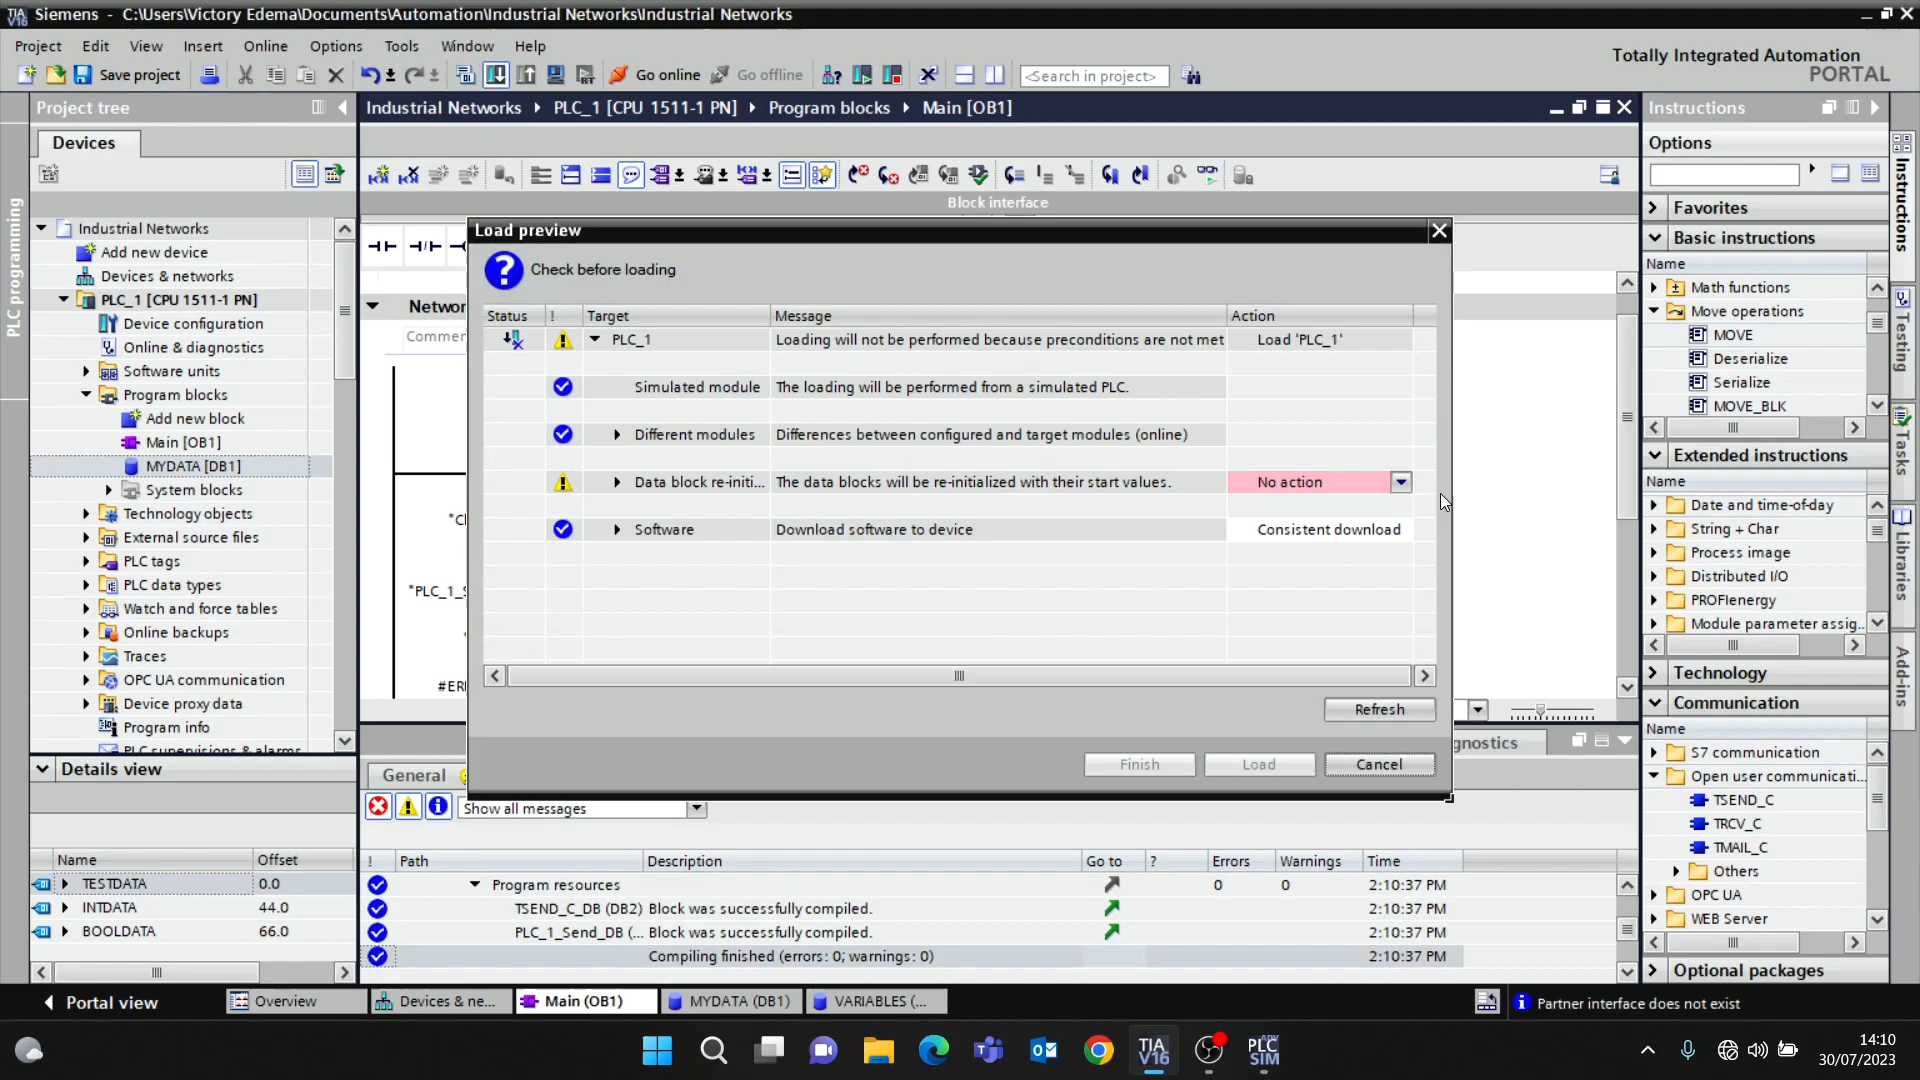 Siemens - C:\Users\Victory Edema\Documents\Automation\Industrial Networks\Industrial Networks
Project Edit View Insert Online Options Tools Window Help
Totally Integrated Automation
PORTAL
Save project
Go online
Go offline
<Search in project>
Project tree
Industrial Networks PLC_1 [CPU 1511-1 PN] Program blocks Main [OB1]
Instructions
Devices
Options
Block interface
PLC programming
Industrial Networks
Add new device
Devices & networks
PLC_1 [CPU 1511-1 PN]
Device configuration
Online & diagnostics
Software units
Program blocks
Add new block
Main [OB1]
MYDATA [DB1]
System blocks
Technology objects
External source files
PLC tags
PLC data types
Watch and force tables
Online backups
Traces
OPC UA communication
Device proxy data
Program info
PLC supervisions & alarms
Details view
Name Offset
TESTDATA 0.0
INTDATA 44.0
BOOLDATA 66.0
Networ
Commer
"Cl
"PLC_1_S
#ERI
Load preview
Check before loading
Status ! Target Message Action
PLC_1 Loading will not be performed because preconditions are not met Load 'PLC_1'
Simulated module The loading will be performed from a simulated PLC.
Different modules Differences between configured and target modules (online)
Data block re-initi... The data blocks will be re-initialized with their start values. No action
Software Download software to device Consistent download
Refresh
Finish Load Cancel
gnostics
General
Show all messages
! Path Description Go to ? Errors Warnings Time
Program resources 0 0 2:10:37 PM
TSEND_C_DB (DB2) Block was successfully compiled. 2:10:37 PM
PLC_1_Send_DB (... Block was successfully compiled. 2:10:37 PM
Compiling finished (errors: 0; warnings: 0) 2:10:37 PM
Favorites
Basic instructions
Name
Math functions
Move operations
MOVE
Deserialize
Serialize
MOVE_BLK
Extended instructions
Name
Date and time-of-day
String + Char
Process image
Distributed I/O
PROFIenergy
Module parameter assig..
Technology
Communication
Name
S7 communication
Open user communicati...
TSEND_C
TRCV_C
TMAIL_C
Others
OPC UA
WEB Server
Optional packages
Instructions
Testing
Tasks
Libraries
Add-ins
Portal view
Overview
Devices & ne...
Main (OB1)
MYDATA (DB1)
VARIABLES (...
Partner interface does not exist
TIA
V16
PLC
SIM
14:10
30/07/2023